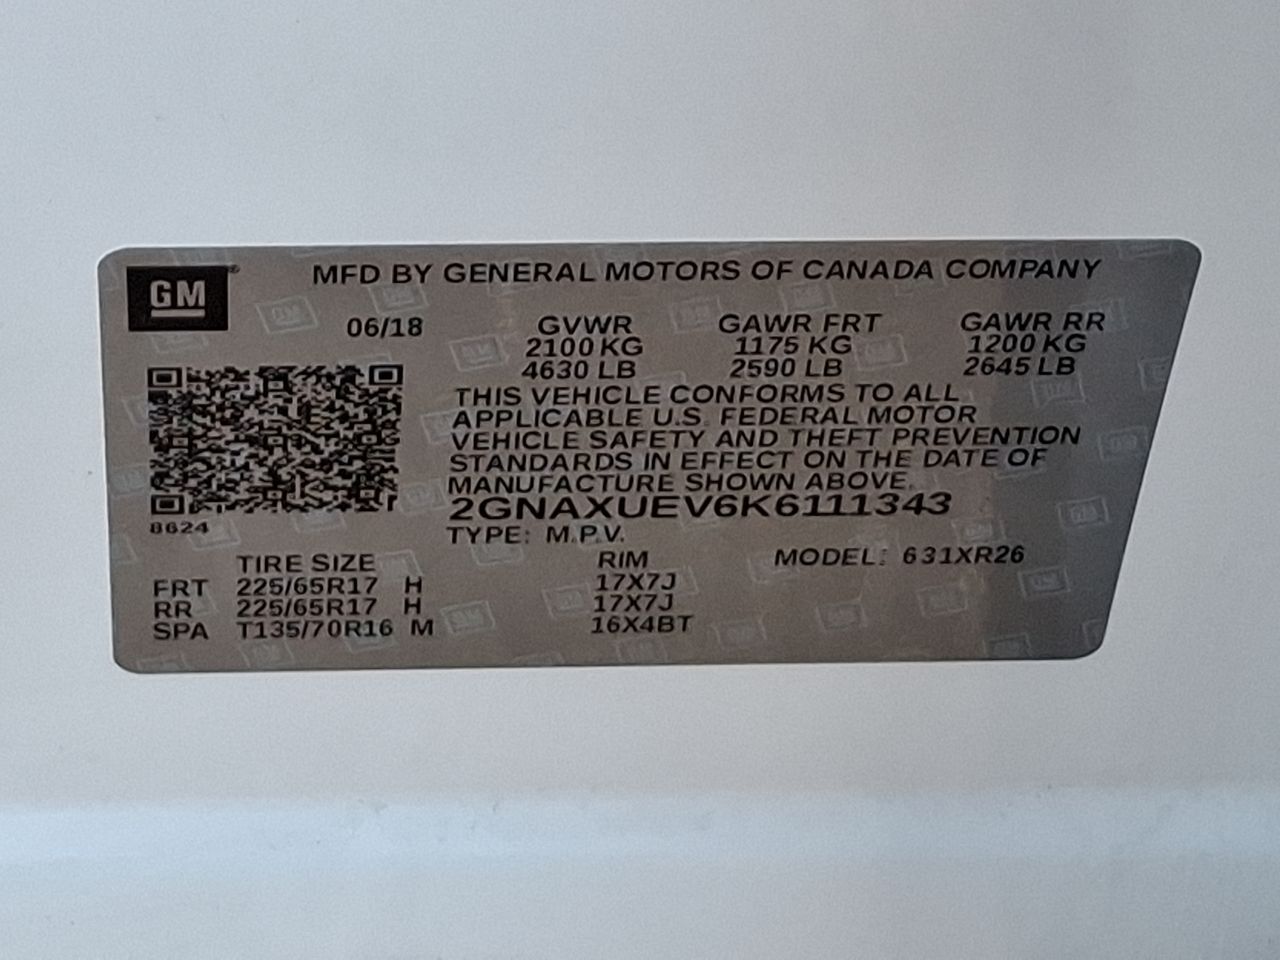 GM
MFD BY GENERAL MOTORS OF CANADA COMPANY
06/18 GVWR GAWR FRT GAWR RR
2100 KG 1175 KG 1200 KG
4630 LB 2590 LB 2645 LB
THIS VEHICLE CONFORMS TO ALL
APPLICABLE U.S. FEDERAL MOTOR
VEHICLE SAFETY AND THEFT PREVENTION
STANDARDS IN EFFECT ON THE DATE OF
MANUFACTURE SHOWN ABOVE.
2GNAXUEV6K6111343
8624
TYPE: M.P.V.
TIRE SIZE RIM MODEL: 631XR26
FRT 225/65R17 H 17X7J
RR 225/65R17 H 17X7J
SPA T135/70R16 M 16X4BT